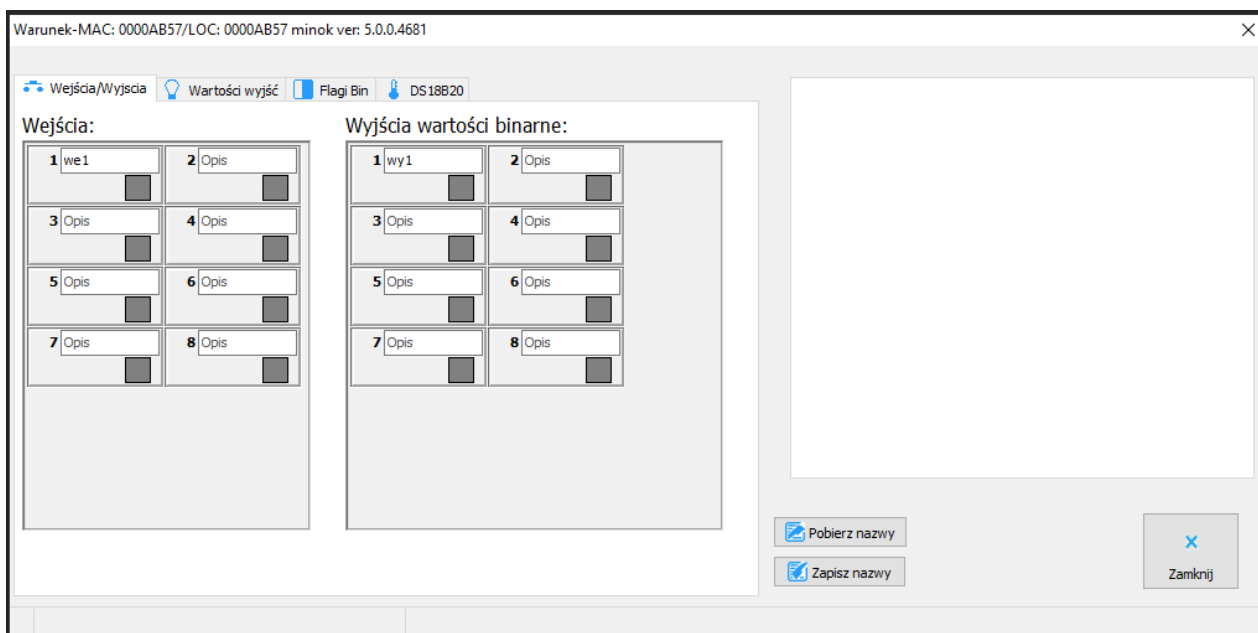 Warunek-MAC: 0000AB57/LOC: 0000AB57 minok ver: 5.0.0.4681
Wejścia/Wyjscia Wartości wyjść Flagi Bin DS18B20
Wejścia: Wyjścia wartości binarne:
1 we1 2 Opis 1 wy1 2 Opis
3 Opis 4 Opis 3 Opis 4 Opis
5 Opis 6 Opis 5 Opis 6 Opis
7 Opis 8 Opis 7 Opis 8 Opis
Pobierz nazwy
Zapisz nazwy
Zamknij